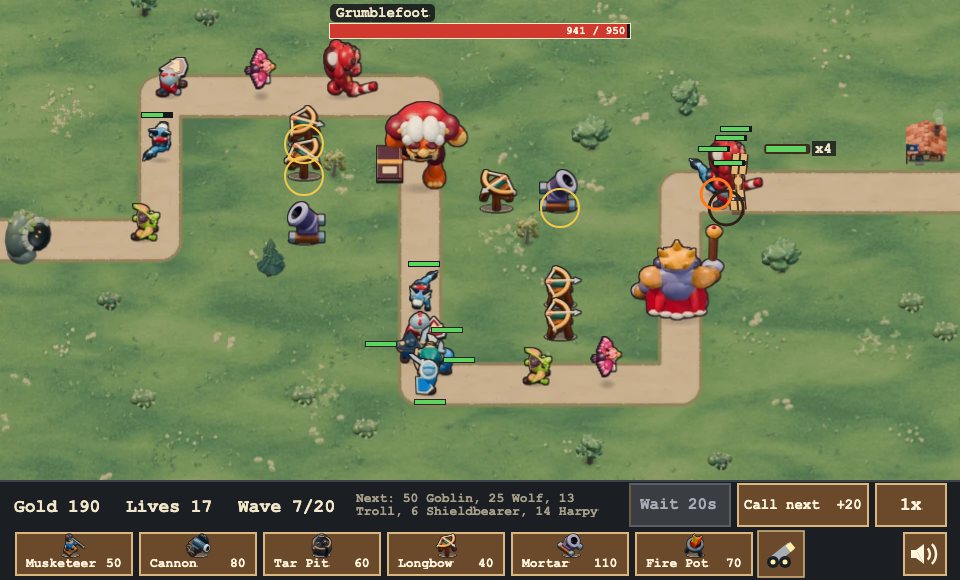 Grumblefoot
941 / 950
x4
Gold 190
Lives 17
Wave 7/20
Next: 50 Goblin, 25 Wolf, 13
Troll, 6 Shieldbearer, 14 Harpy
Wait 20s
Call next +20
1x
Musketeer 50
Cannon 80
Tar Pit 60
Longbow 40
Mortar 110
Fire Pot 70